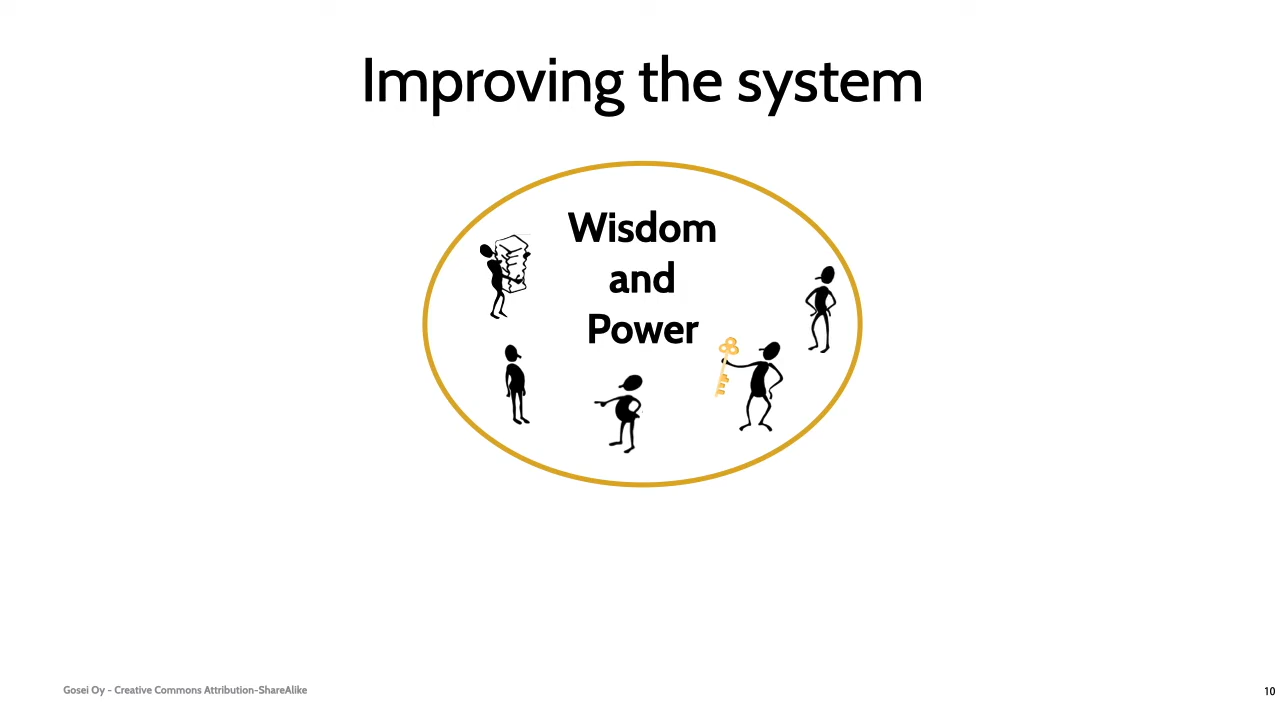 Improving the system
Wisdom
and
Power
Gosei Oy - Creative Commons Attribution-ShareAlike
10